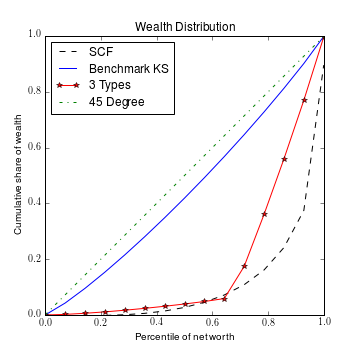 Wealth Distribution
1.0
0.8
0.6
0.4
0.2
0.0
SCF
Benchmark KS
3 Types
45 Degree
Cumulative share of wealth
0.0 0.2 0.4 0.6 0.8 1.0
Percentile of net worth